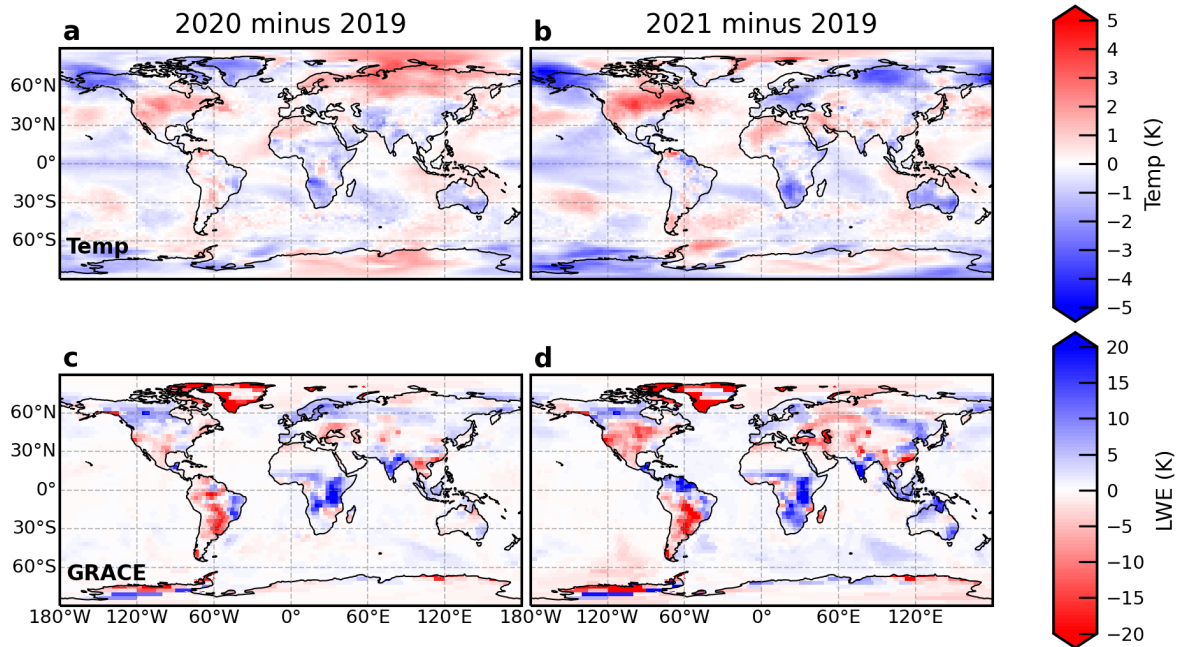 2020 minus 2019
2021 minus 2019
a
b
60°N
30°N
0°
30°S
60°S
Temp
5
4
3
2
1
0
−1
−2
−3
−4
−5
Temp (K)
c
d
60°N
30°N
0°
30°S
60°S
GRACE
180°W 120°W 60°W 0° 60°E 120°E 180°W 120°W 60°W 0° 60°E 120°E
20
15
10
5
0
−5
−10
−15
−20
LWE (K)